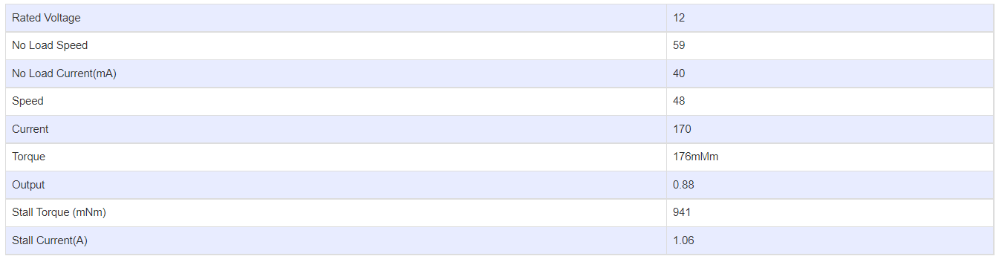 Rated Voltage 12
No Load Speed 59
No Load Current(mA) 40
Speed 48
Current 170
Torque 176mMm
Output 0.88
Stall Torque (mNm) 941
Stall Current(A) 1.06